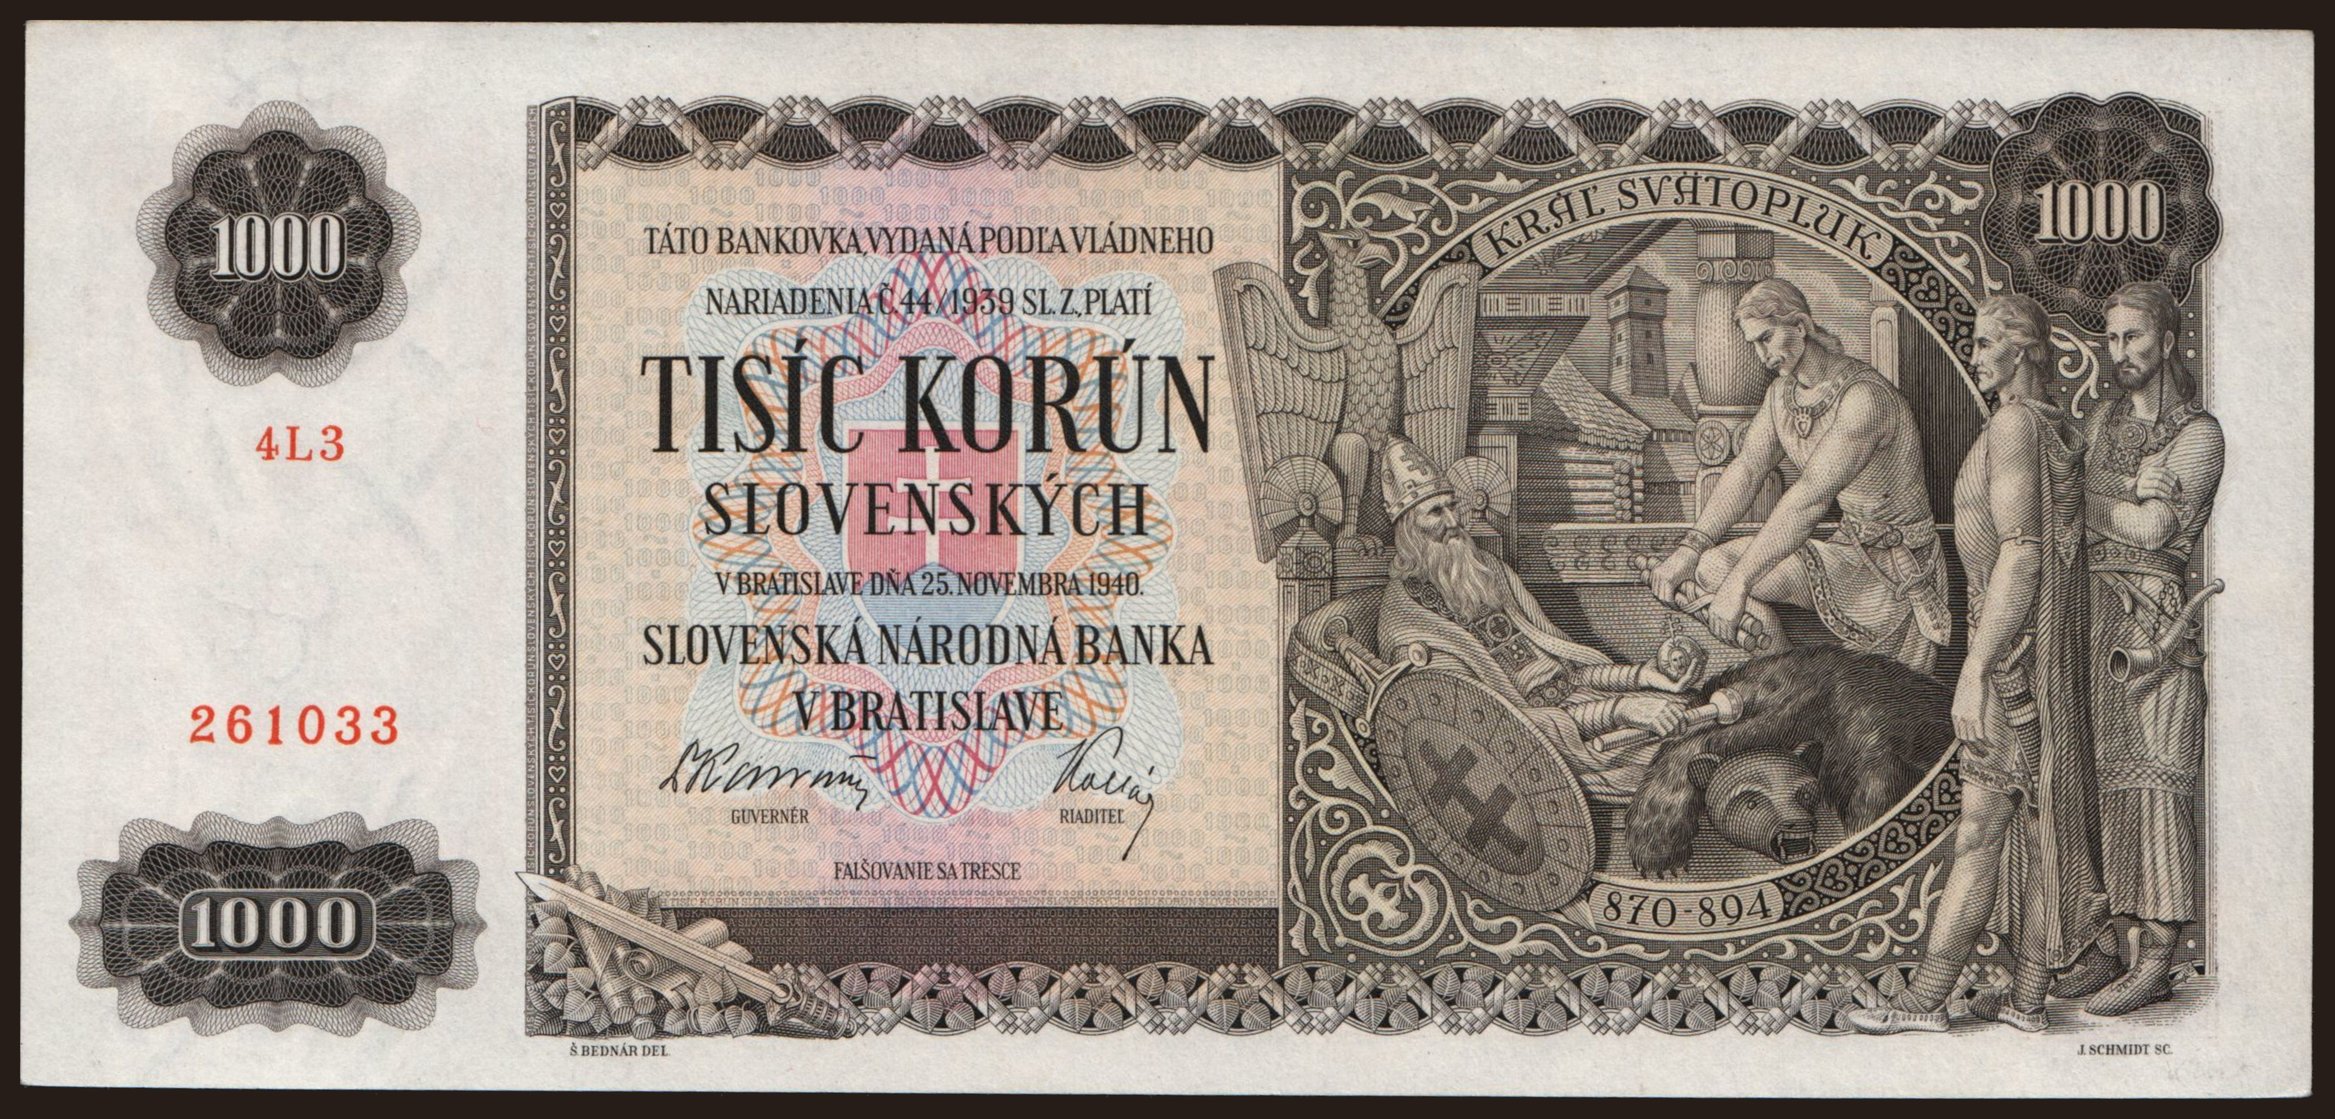 1000
1000
KRÁĽ SVÄTOPLUK
TÁTO BANKOVKA VYDANÁ PODĽA VLÁDNEHO
NARIADENIA Č. 44/1939 SL. Z., PLATÍ
TISÍC KORÚN
SLOVENSKÝCH
4L3
V BRATISLAVE DŇA 25. NOVEMBRA 1940.
SLOVENSKÁ NÁRODNÁ BANKA
V BRATISLAVE
261033
GUVERNÉR
RIADITEĽ
FALŠOVANIE SA TRESCE
870-894
1000
Š. BEDNÁR DEL.
J. SCHMIDT SC.